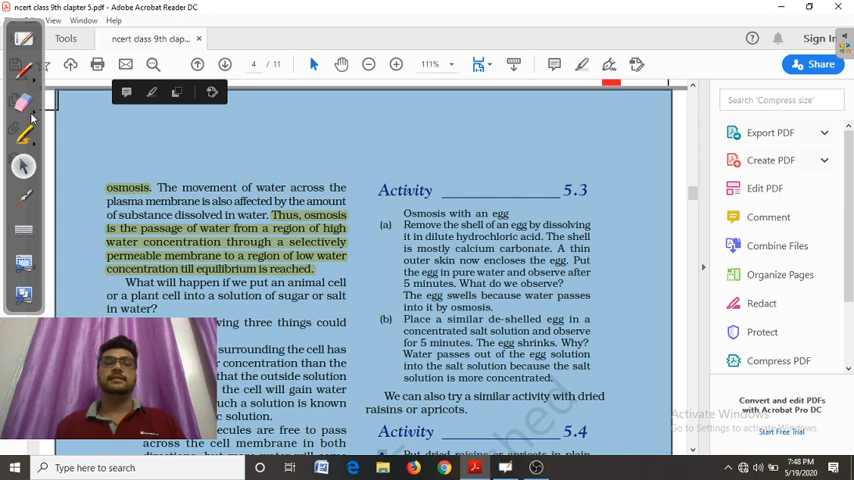 ncert class 9th chapter 5.pdf - Adobe Acrobat Reader DC
View Window Help
Tools
ncert class 9th clap...
Sign In
4 / 11
111%
Share
osmosis. The movement of water across the
plasma membrane is also affected by the amount
of substance dissolved in water. Thus, osmosis
is the passage of water from a region of high
water concentration through a selectively
permeable membrane to a region of low water
concentration till equilibrium is reached.
What will happen if we put an animal cell
or a plant cell into a solution of sugar or salt
in water?
wing three things could
surrounding the cell has
r concentration than the
that the outside solution
the cell will gain water
uch a solution is known
c solution.
ecules are free to pass
across the cell membrane in both
directions, but more water will come
Activity 5.3
Osmosis with an egg
(a) Remove the shell of an egg by dissolving
it in dilute hydrochloric acid. The shell
is mostly calcium carbonate. A thin
outer skin now encloses the egg. Put
the egg in pure water and observe after
5 minutes. What do we observe?
The egg swells because water passes
into it by osmosis.
(b) Place a similar de-shelled egg in a
concentrated salt solution and observe
for 5 minutes. The egg shrinks. Why?
Water passes out of the egg solution
into the salt solution because the salt
solution is more concentrated.
We can also try a similar activity with dried
raisins or apricots.
Activity 5.4
Put dried raisins or apricots in plain
Search 'Compress size'
Export PDF
Create PDF
Edit PDF
Comment
Combine Files
Organize Pages
Redact
Protect
Compress PDF
Convert and edit PDFs
with Acrobat Pro DC
Start Free Trial
Activate Windows
Go to Settings to activate Windows.
Type here to search
7:48 PM
5/19/2020